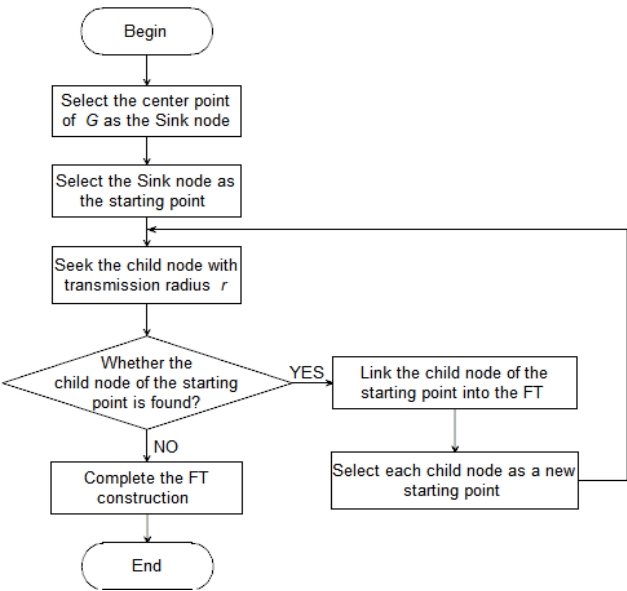 Begin
Select the center point
of G as the Sink node
Select the Sink node as
the starting point
Seek the child node with
transmission radius r
Whether the
child node of the starting
point is found?
YES
Link the child node of the
starting point into the FT
NO
Select each child node as a new
starting point
Complete the FT
construction
End